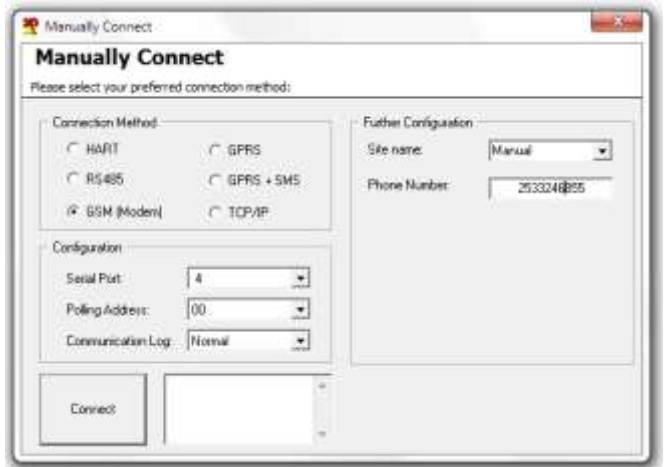 Manually Connect
Manually Connect
Please select your preferred connection method:
Connection Method
HART
GPRS
RS485
GPRS + SMS
GSM (Modem)
TCP/IP
Configuration
Serial Port:
4
Polling Address:
00
Communication Log:
Normal
Further Configuration
Site name:
Manual
Phone Number:
2533246855
Connect